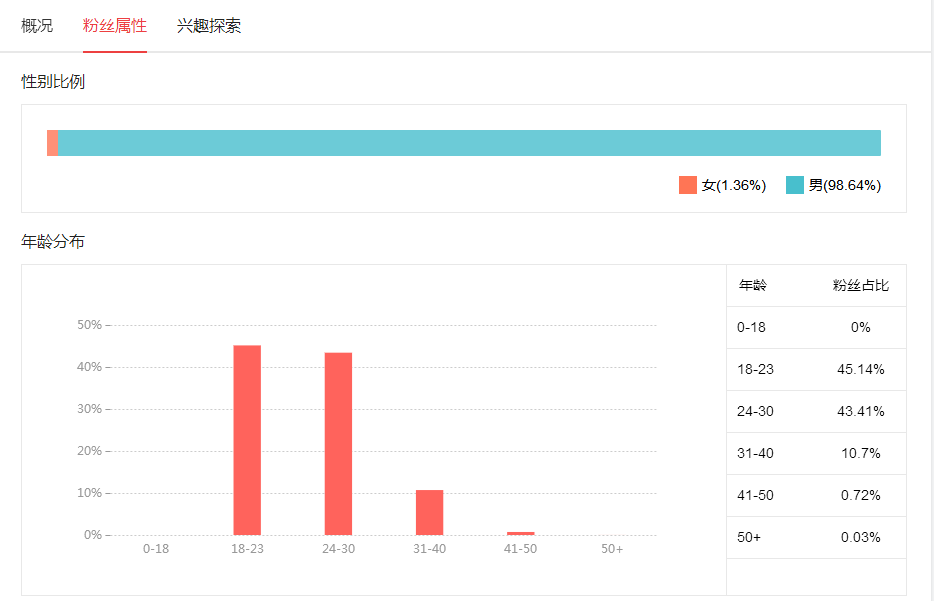 概况 粉丝属性 兴趣探索
性别比例
女(1.36%) 男(98.64%)
年龄分布
50%
40%
30%
20%
10%
0%
0-18 18-23 24-30 31-40 41-50 50+
年龄 粉丝占比
0-18 0%
18-23 45.14%
24-30 43.41%
31-40 10.7%
41-50 0.72%
50+ 0.03%